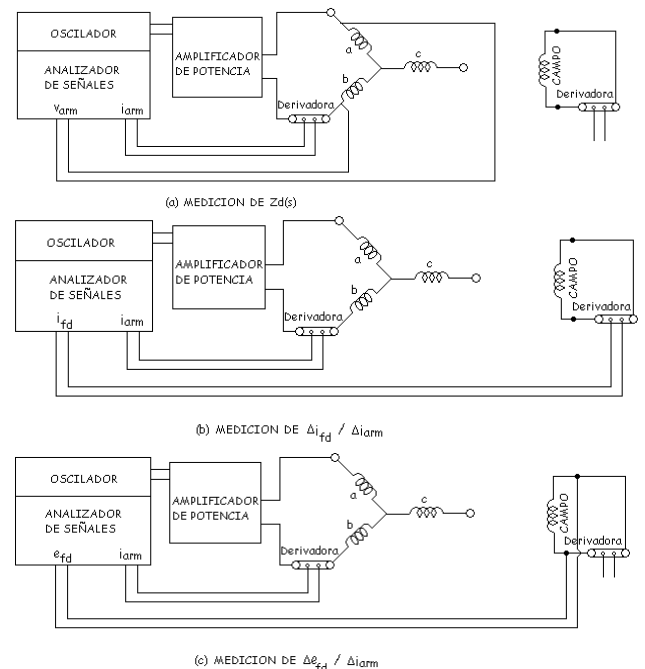 OSCILADOR
ANALIZADOR
DE SEÑALES
varm
iarm
AMPLIFICADOR
DE POTENCIA
a
b
c
Derivadora
CAMPO
Derivadora
(a) MEDICION DE Zd(s)
OSCILADOR
ANALIZADOR
DE SEÑALES
ifd
iarm
AMPLIFICADOR
DE POTENCIA
a
b
c
Derivadora
CAMPO
Derivadora
(b) MEDICION DE Δifd / Δiarm
OSCILADOR
ANALIZADOR
DE SEÑALES
efd
iarm
AMPLIFICADOR
DE POTENCIA
a
b
c
Derivadora
CAMPO
Derivadora
(c) MEDICION DE Δefd / Δiarm